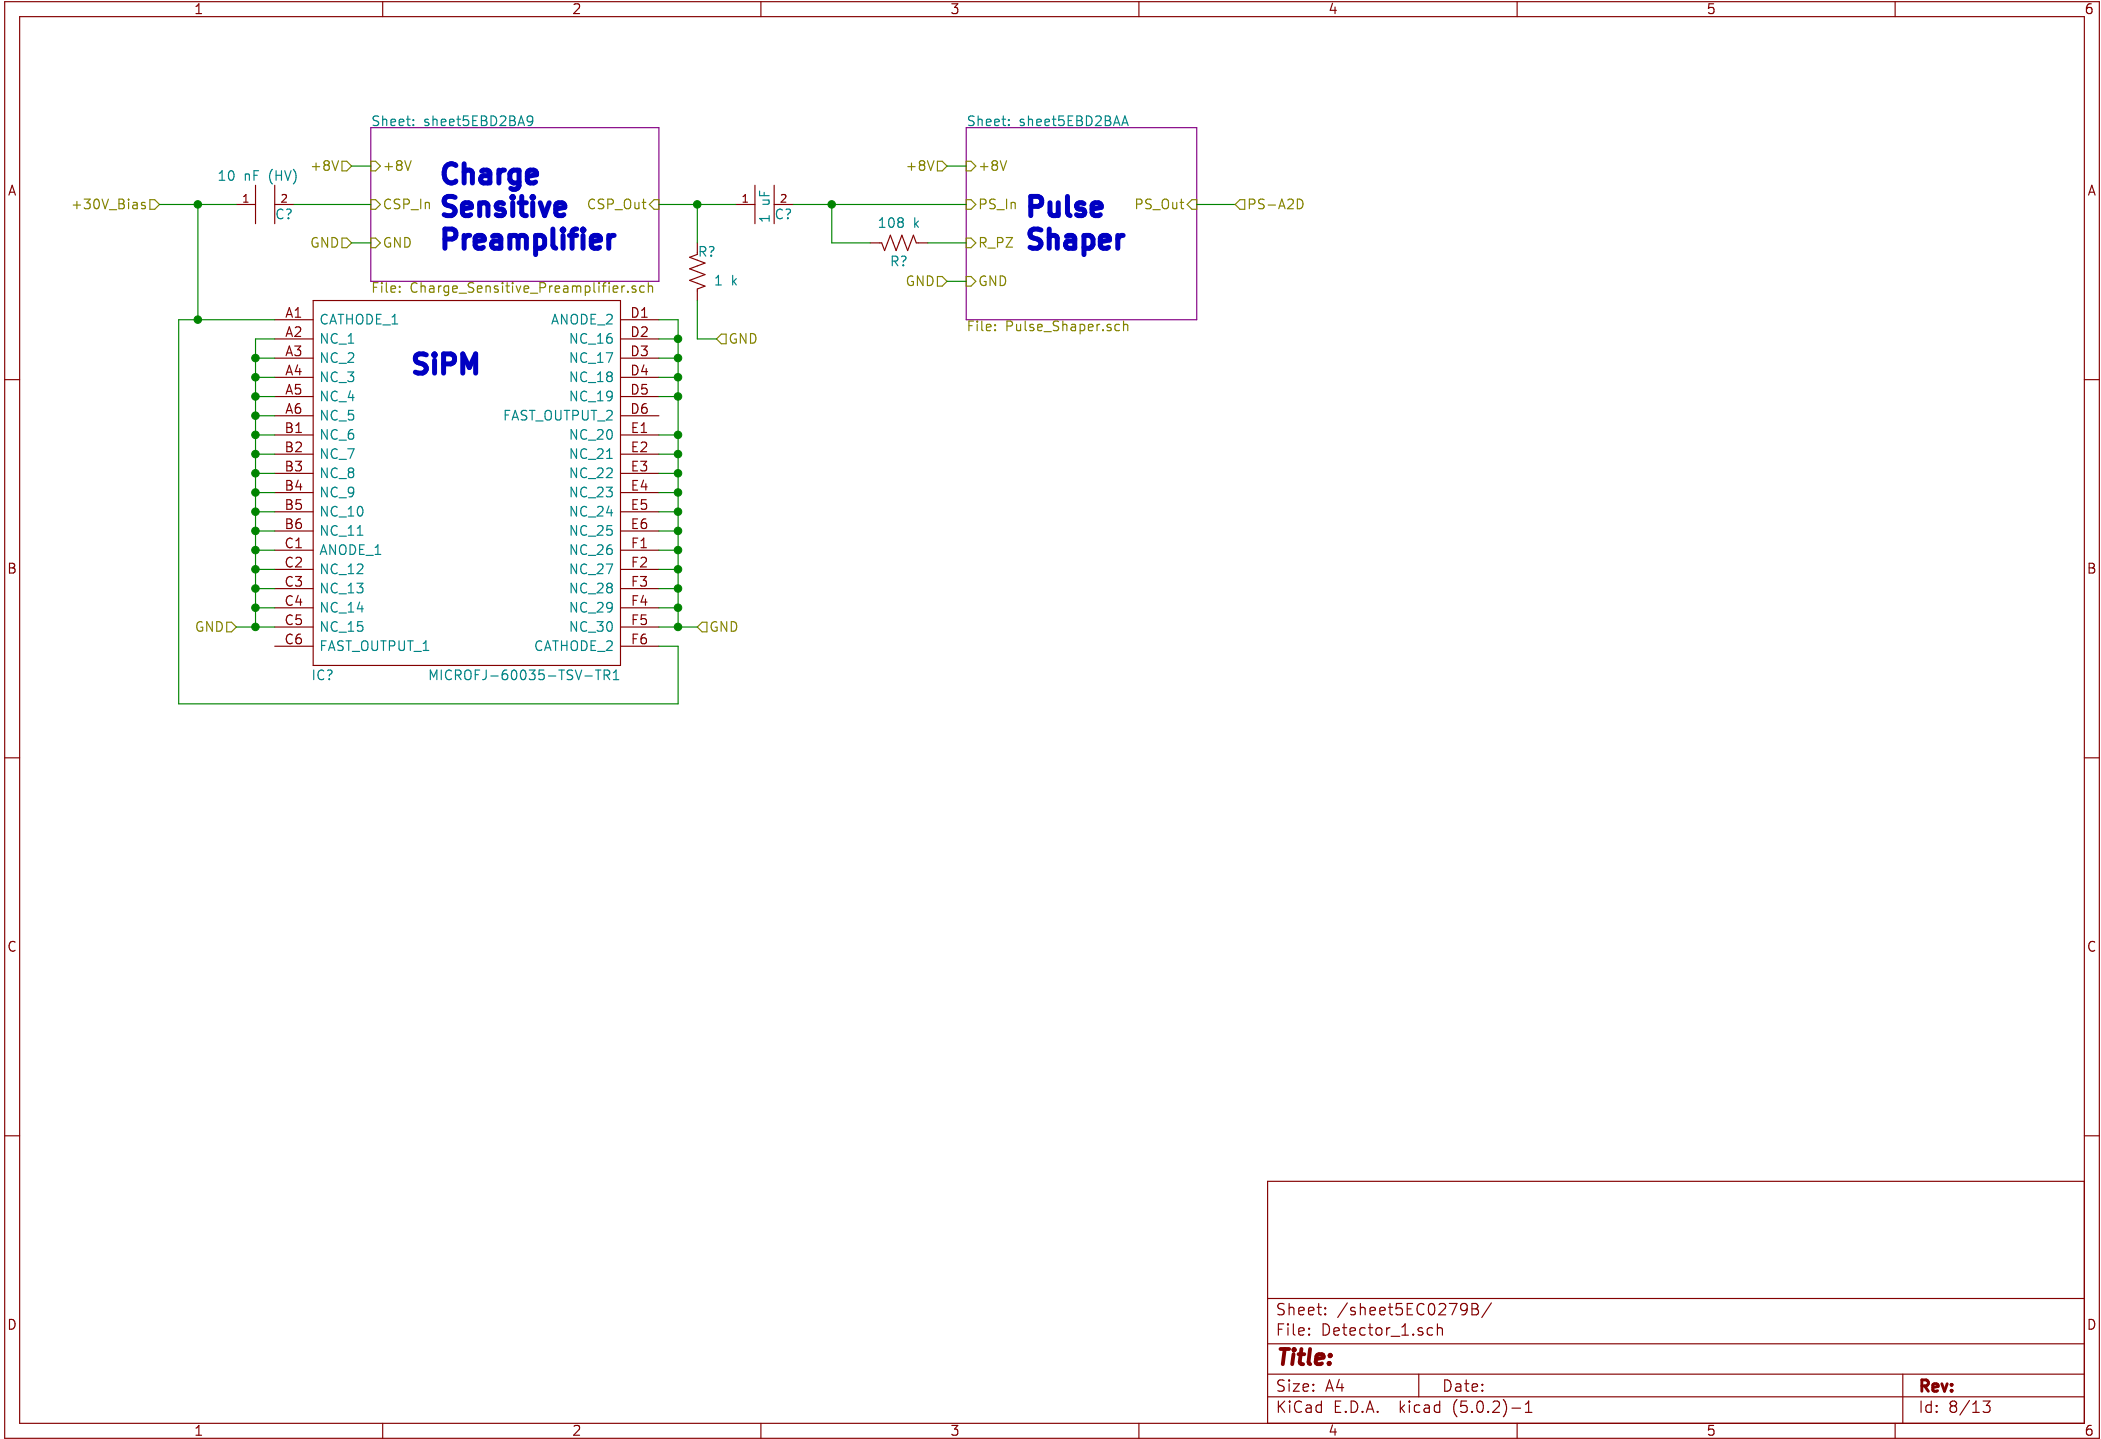 1 2 3 4 5 6
A A
B B
C C
D D
Sheet: sheet5EBD2BA9
+8V +8V
10 nF (HV)
+30V_Bias 1 2 C?
CSP_In CSP_Out
GND GND
Charge
Sensitive
Preamplifier
File: Charge_Sensitive_Preamplifier.sch
R?
1 k
GND
1 2
1 uF
C?
Sheet: sheet5EBD2BAA
+8V +8V
PS_In PS_Out PS-A2D
108 k
R?
R_PZ
GND GND
Pulse
Shaper
File: Pulse_Shaper.sch
SiPM
A1 CATHODE_1 ANODE_2 D1
A2 NC_1 NC_16 D2
A3 NC_2 NC_17 D3
A4 NC_3 NC_18 D4
A5 NC_4 NC_19 D5
A6 NC_5 FAST_OUTPUT_2 D6
B1 NC_6 NC_20 E1
B2 NC_7 NC_21 E2
B3 NC_8 NC_22 E3
B4 NC_9 NC_23 E4
B5 NC_10 NC_24 E5
B6 NC_11 NC_25 E6
C1 ANODE_1 NC_26 F1
C2 NC_12 NC_27 F2
C3 NC_13 NC_28 F3
C4 NC_14 NC_29 F4
GND C5 NC_15 NC_30 F5 GND
C6 FAST_OUTPUT_1 CATHODE_2 F6
IC? MICROFJ-60035-TSV-TR1
Sheet: /sheet5EC0279B/
File: Detector_1.sch
Title:
Size: A4 Date: Rev:
KiCad E.D.A. kicad (5.0.2)-1 Id: 8/13
1 2 3 4 5 6